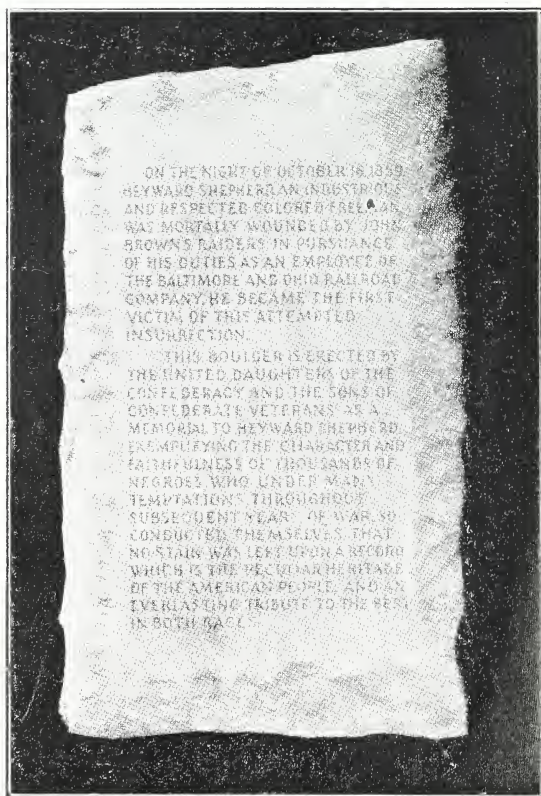 ON THE NIGHT OF OCTOBER 16, 1859,
HEYWARD SHEPHERD, AN INDUSTRIOUS
AND RESPECTED COLORED FREEMAN,
WAS MORTALLY WOUNDED BY JOHN
BROWN'S RAIDERS IN PURSUANCE
OF HIS DUTIES AS AN EMPLOYEE OF
THE BALTIMORE AND OHIO RAILROAD
COMPANY. HE BECAME THE FIRST
VICTIM OF THIS ATTEMPTED
INSURRECTION.
THIS BOULDER IS ERECTED BY
THE UNITED DAUGHTERS OF THE
CONFEDERACY AND THE SONS OF
CONFEDERATE VETERANS AS A
MEMORIAL TO HEYWARD SHEPHERD,
EXEMPLIFYING THE CHARACTER AND
FAITHFULNESS OF THOUSANDS OF
NEGROES WHO, UNDER MANY
TEMPTATIONS THROUGHOUT
SUBSEQUENT YEARS OF WAR, SO
CONDUCTED THEMSELVES THAT
NO STAIN WAS LEFT UPON A RECORD
WHICH IS THE PECULIAR HERITAGE
OF THE AMERICAN PEOPLE, AND AN
EVERLASTING TRIBUTE TO THE BEST
IN BOTH RACES